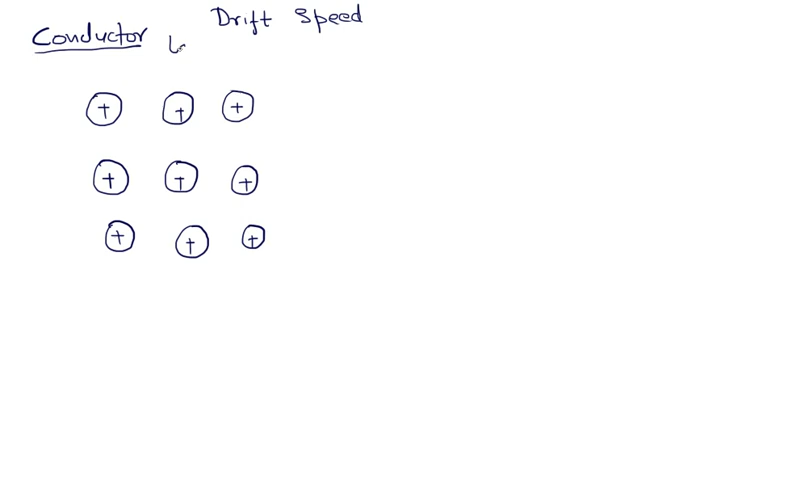 Drift Speed
Conductor
+ + +
+ + +
+ + +